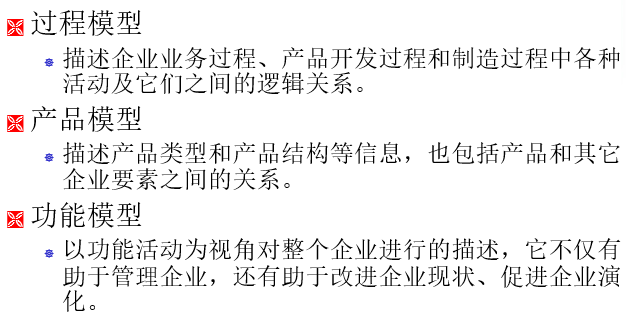 过程模型
描述企业业务过程、产品开发过程和制造过程中各种
活动及它们之间的逻辑关系。
产品模型
描述产品类型和产品结构等信息，也包括产品和其它
企业要素之间的关系。
功能模型
以功能活动为视角对整个企业进行的描述，它不仅有
助于管理企业，还有助于改进企业现状、促进企业演
化。